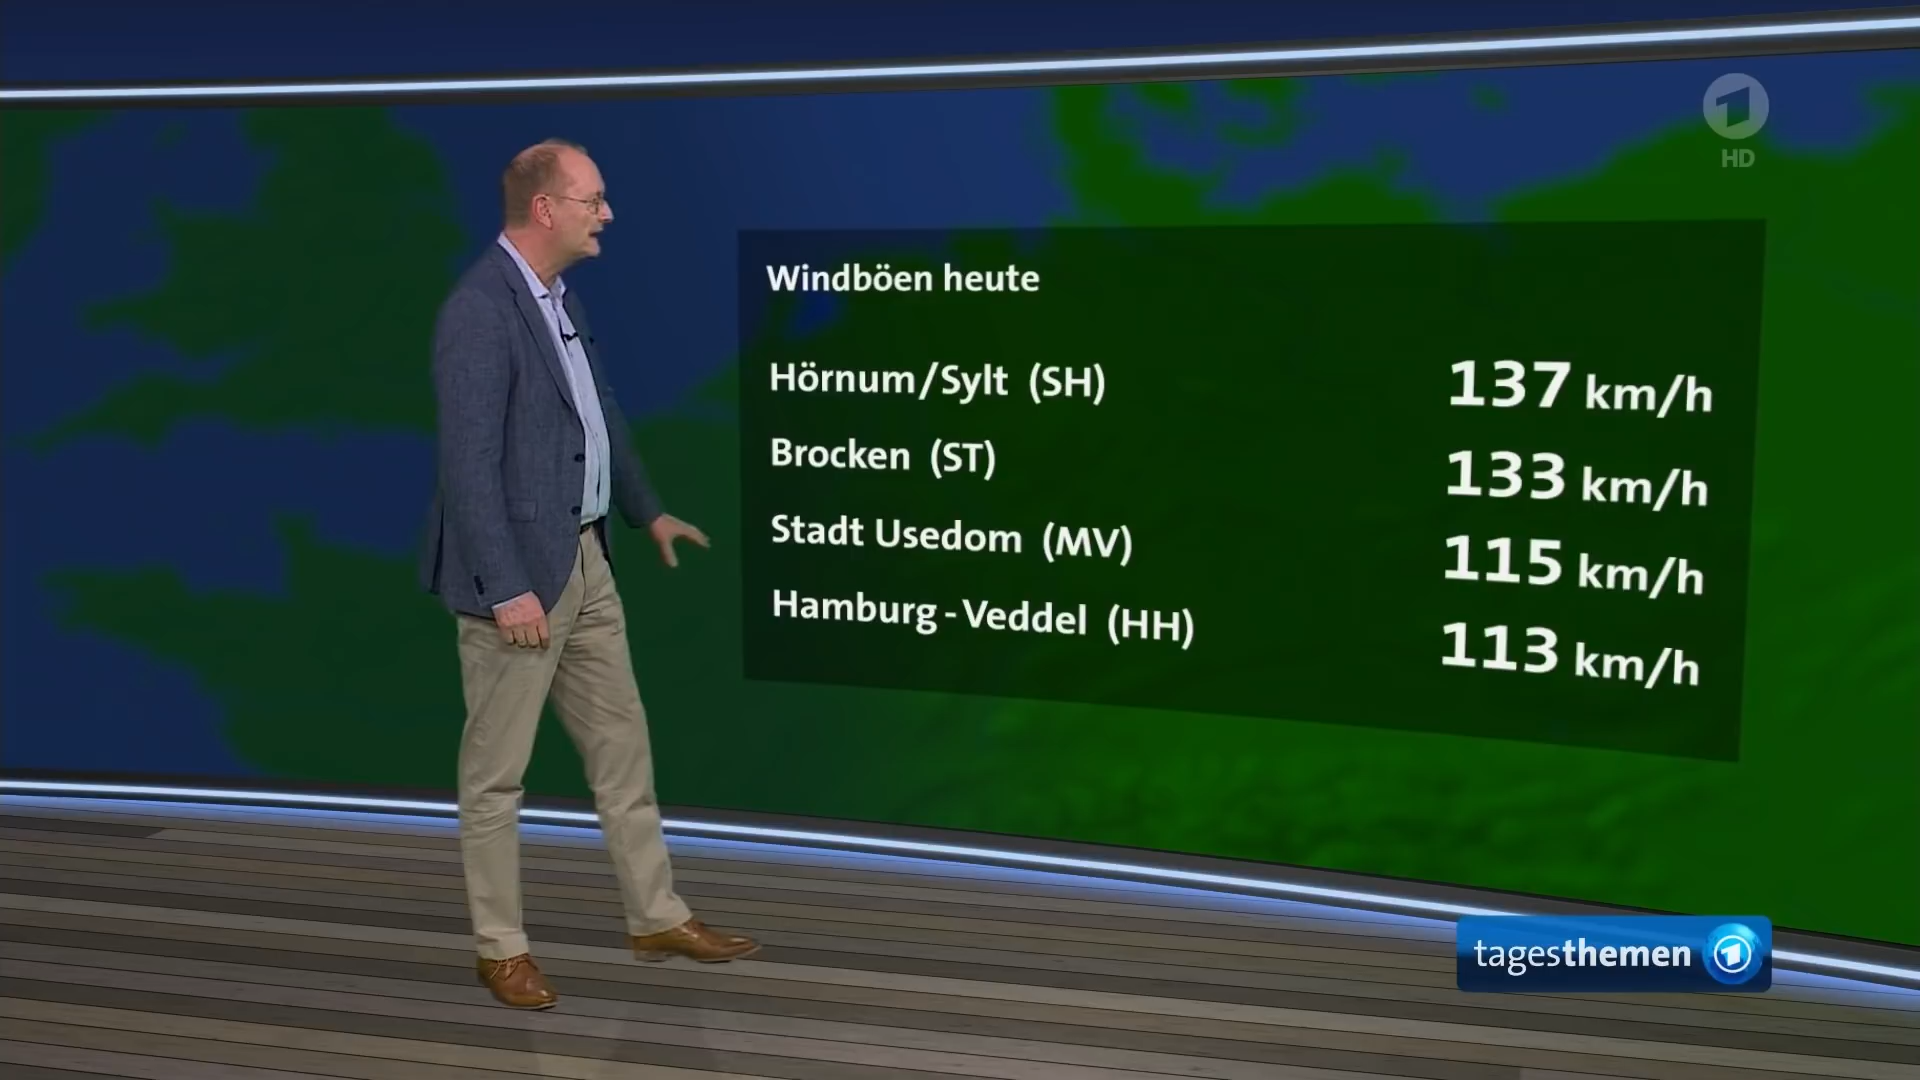 HD
Windböen heute
Hörnum/Sylt (SH) 137 km/h
Brocken (ST) 133 km/h
Stadt Usedom (MV) 115 km/h
Hamburg-Veddel (HH) 113 km/h
tagesthemen